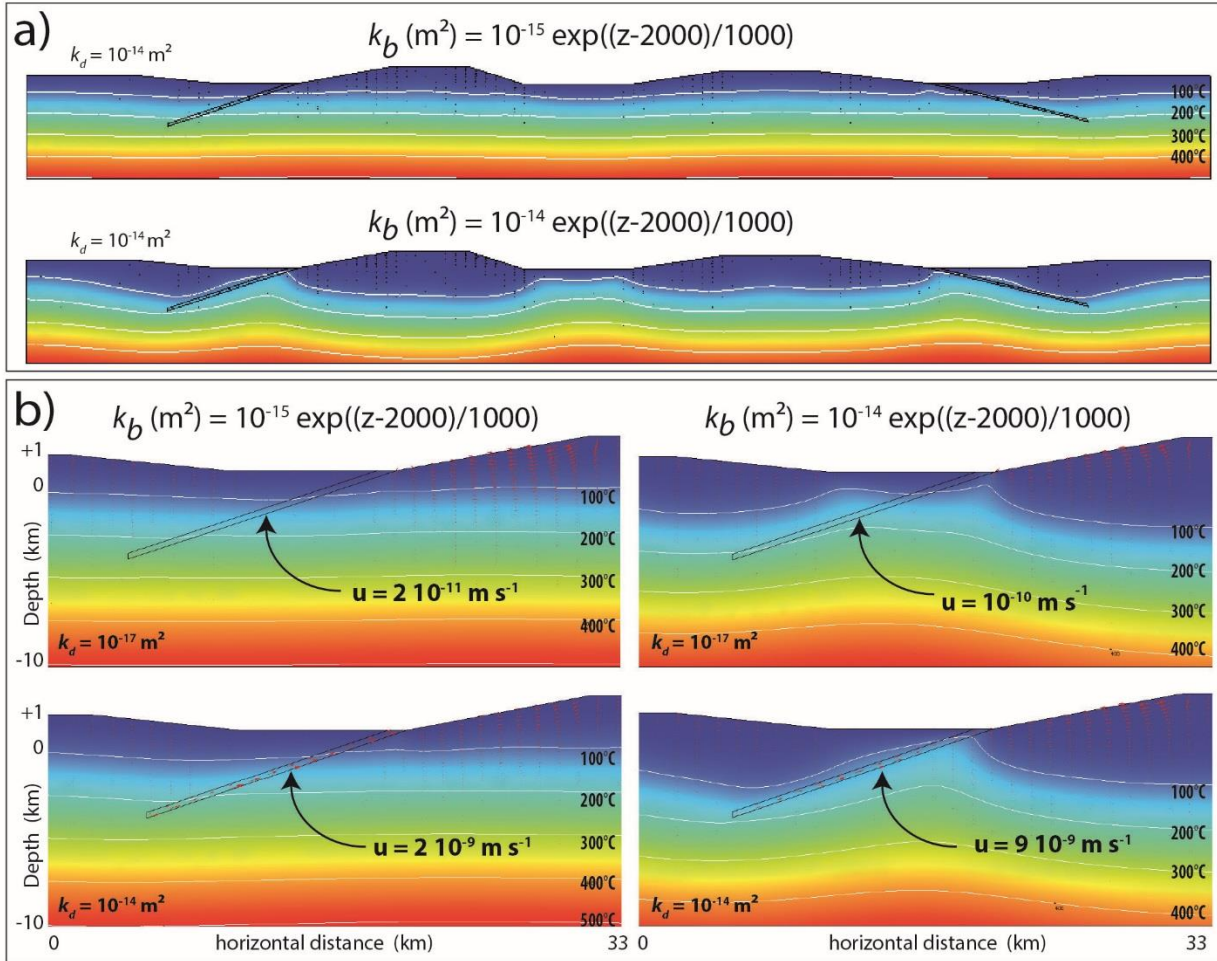 a)
k_b (m²) = 10⁻¹⁵ exp((z-2000)/1000)
k_d = 10⁻¹⁴ m²
100°C
200°C
300°C
400°C
k_b (m²) = 10⁻¹⁴ exp((z-2000)/1000)
k_d = 10⁻¹⁴ m²
b)
k_b (m²) = 10⁻¹⁵ exp((z-2000)/1000)
+1
0
-10
Depth (km)
100°C
200°C
300°C
400°C
u = 2 10⁻¹¹ m s⁻¹
k_d = 10⁻¹⁷ m²
k_b (m²) = 10⁻¹⁴ exp((z-2000)/1000)
100°C
200°C
300°C
400°C
u = 10⁻¹⁰ m s⁻¹
k_d = 10⁻¹⁷ m²
+1
0
-10
Depth (km)
100°C
200°C
300°C
400°C
500°C
u = 2 10⁻⁹ m s⁻¹
k_d = 10⁻¹⁴ m²
0 horizontal distance (km) 33
100°C
200°C
300°C
400°C
u = 9 10⁻⁹ m s⁻¹
k_d = 10⁻¹⁴ m²
0 horizontal distance (km) 33